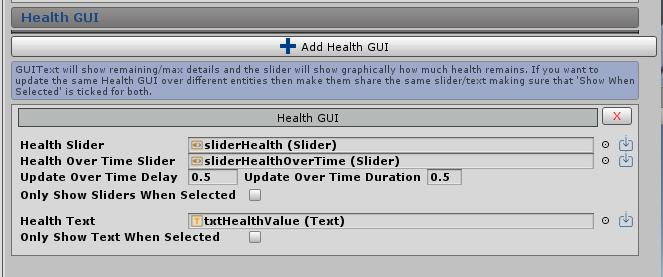 Health GUI
Add Health GUI
GUIText will show remaining/max details and the slider will show graphically how much health remains. If you want to
update the same Health GUI over different entities then make them share the same slider/text making sure that 'Show When
Selected' is ticked for both.
Health GUI
X
Health Slider sliderHealth (Slider)
Health Over Time Slider sliderHealthOverTime (Slider)
Update Over Time Delay 0.5 Update Over Time Duration 0.5
Only Show Sliders When Selected
Health Text T txtHealthValue (Text)
Only Show Text When Selected